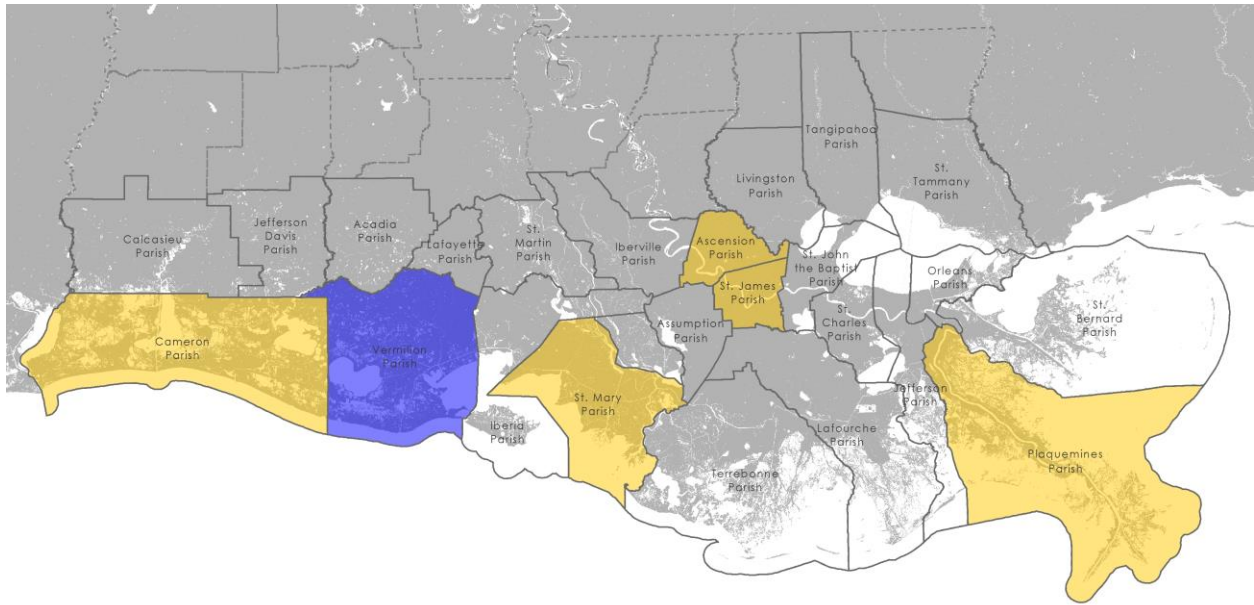 Tangipahoa
Parish
St.
Tammany
Parish
Livingston
Parish
Calcasieu
Parish
Jefferson
Davis
Parish
Acadia
Parish
Lafayette
Parish
St.
Martin
Parish
Iberville
Parish
Ascension
Parish
St. John
the Baptist
Parish
Orleans
Parish
St.
Bernard
Parish
St. James
Parish
St.
Charles
Parish
Assumption
Parish
Cameron
Parish
Vermilion
Parish
St. Mary
Parish
Iberia
Parish
Jefferson
Parish
Lafourche
Parish
Terrebonne
Parish
Plaquemines
Parish